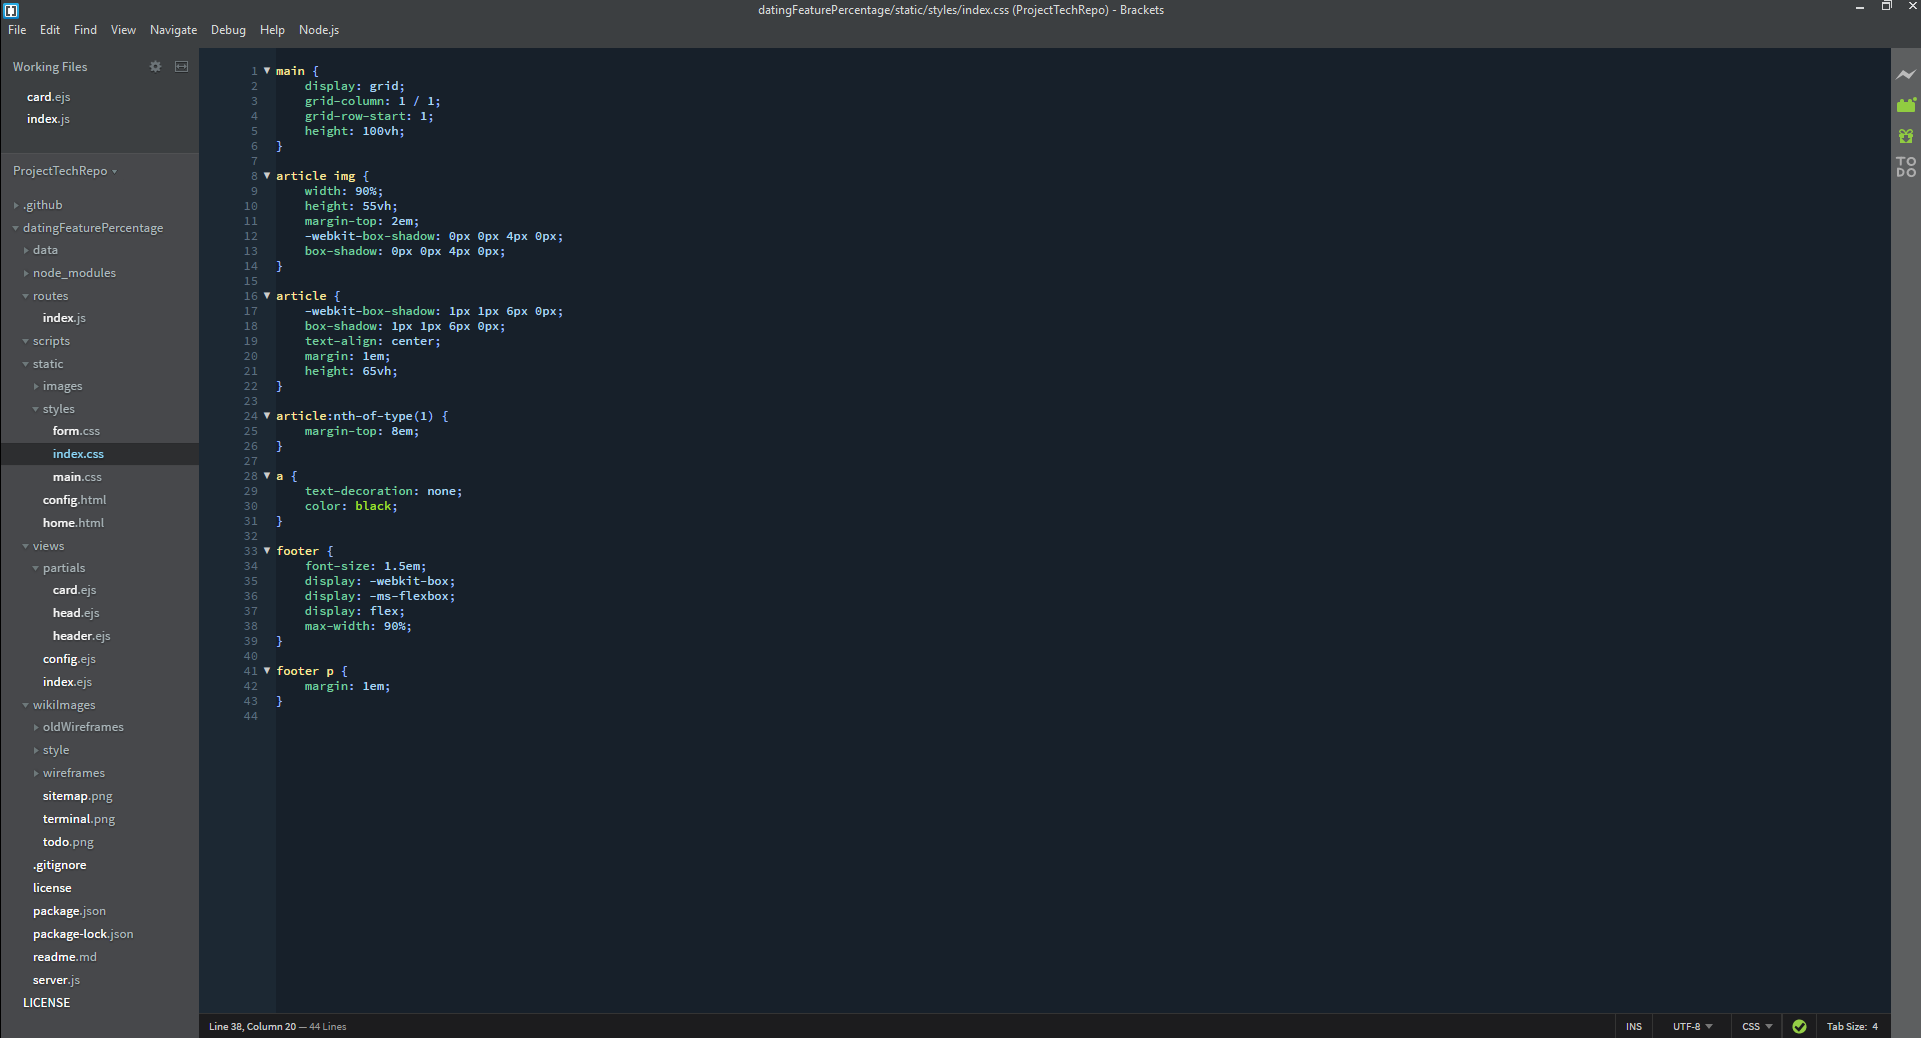 datingFeaturePercentage/static/styles/index.css (ProjectTechRepo) - Brackets
File Edit Find View Navigate Debug Help Node.js
Working Files
card.ejs
index.js
ProjectTechRepo
.github
datingFeaturePercentage
data
node_modules
routes
index.js
scripts
static
images
styles
form.css
index.css
main.css
config.html
home.html
views
partials
card.ejs
head.ejs
header.ejs
config.ejs
index.ejs
wikiImages
oldWireframes
style
wireframes
sitemap.png
terminal.png
todo.png
.gitignore
license
package.json
package-lock.json
readme.md
server.js
LICENSE
1 main {
2     display: grid;
3     grid-column: 1 / 1;
4     grid-row-start: 1;
5     height: 100vh;
6 }
7
8 article img {
9     width: 90%;
10     height: 55vh;
11     margin-top: 2em;
12     -webkit-box-shadow: 0px 0px 4px 0px;
13     box-shadow: 0px 0px 4px 0px;
14 }
15
16 article {
17     -webkit-box-shadow: 1px 1px 6px 0px;
18     box-shadow: 1px 1px 6px 0px;
19     text-align: center;
20     margin: 1em;
21     height: 65vh;
22 }
23
24 article:nth-of-type(1) {
25     margin-top: 8em;
26 }
27
28 a {
29     text-decoration: none;
30     color: black;
31 }
32
33 footer {
34     font-size: 1.5em;
35     display: -webkit-box;
36     display: -ms-flexbox;
37     display: flex;
38     max-width: 90%;
39 }
40
41 footer p {
42     margin: 1em;
43 }
44
TO
DO
Line 38, Column 20 — 44 Lines
INS UTF-8 CSS Tab Size: 4